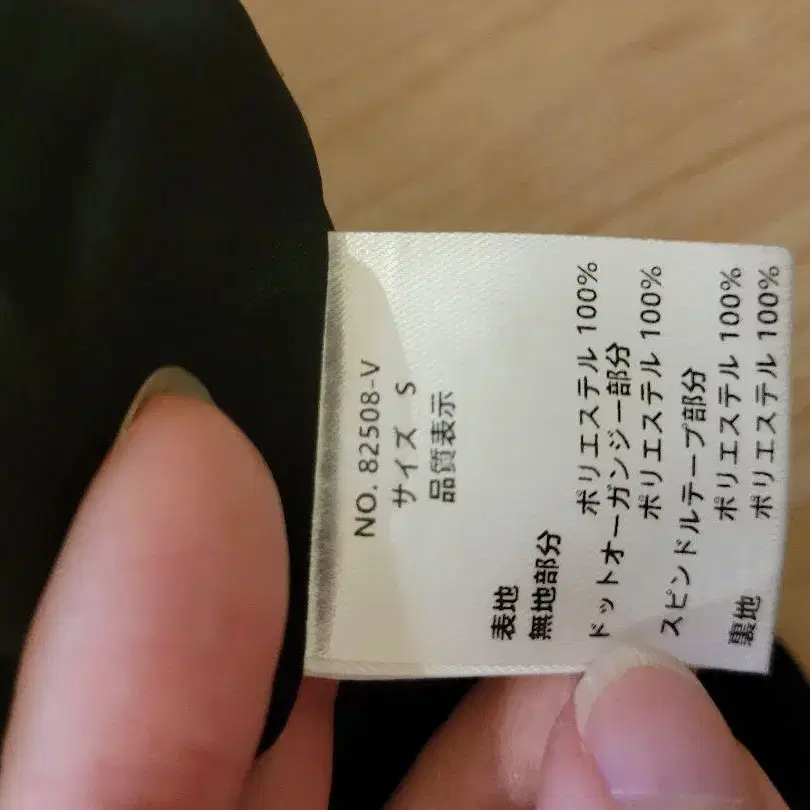 NO. 82508-V
サイズ S
品質表示
表地
無地部分
ポリエステル 100%
ドットオーガンジー部分
ポリエステル 100%
スピンドルテープ部分
ポリエステル 100%
裏地 ポリエステル 100%